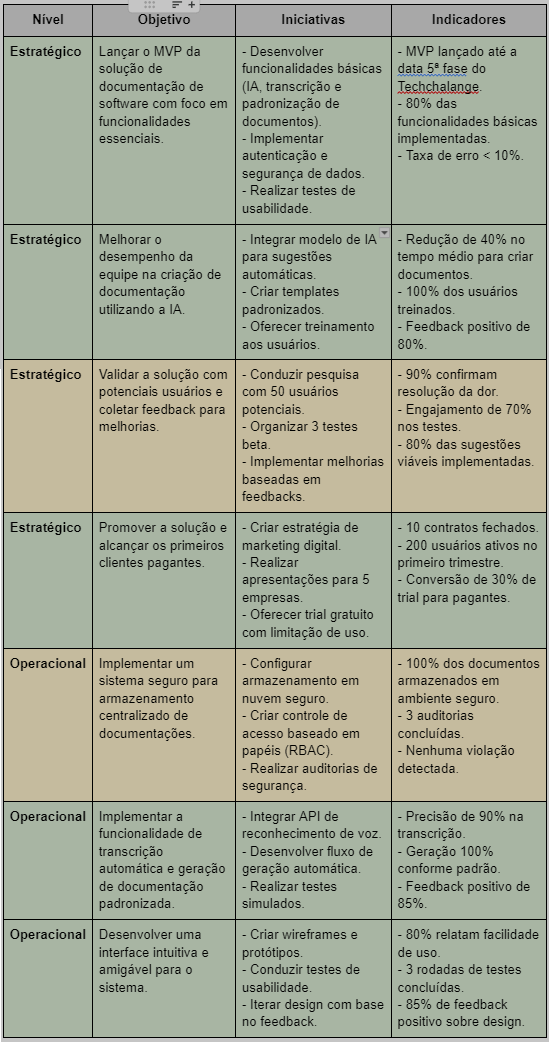 Nível Objetivo Iniciativas Indicadores
Estratégico
Lançar o MVP da
solução de
documentação de
software com foco em
funcionalidades
essenciais.
- Desenvolver
funcionalidades básicas
(IA, transcrição e
padronização de
documentos).
- Implementar
autenticação e
segurança de dados.
- Realizar testes de
usabilidade.
- MVP lançado até a
data 5ª fase do
Techchalange.
- 80% das
funcionalidades básicas
implementadas.
- Taxa de erro < 10%.
Estratégico
Melhorar o
desempenho da
equipe na criação de
documentação
utilizando a IA.
- Integrar modelo de IA
para sugestões
automáticas.
- Criar templates
padronizados.
- Oferecer treinamento
aos usuários.
- Redução de 40% no
tempo médio para criar
documentos.
- 100% dos usuários
treinados.
- Feedback positivo de
80%.
Estratégico
Validar a solução com
potenciais usuários e
coletar feedback para
melhorias.
- Conduzir pesquisa
com 50 usuários
potenciais.
- Organizar 3 testes
beta.
- Implementar melhorias
baseadas em
feedbacks.
- 90% confirmam
resolução da dor.
- Engajamento de 70%
nos testes.
- 80% das sugestões
viáveis implementadas.
Estratégico
Promover a solução e
alcançar os primeiros
clientes pagantes.
- Criar estratégia de
marketing digital.
- Realizar
apresentações para 5
empresas.
- Oferecer trial gratuito
com limitação de uso.
- 10 contratos fechados.
- 200 usuários ativos no
primeiro trimestre.
- Conversão de 30% de
trial para pagantes.
Operacional
Implementar um
sistema seguro para
armazenamento
centralizado de
documentações.
- Configurar
armazenamento em
nuvem seguro.
- Criar controle de
acesso baseado em
papéis (RBAC).
- Realizar auditorias de
segurança.
- 100% dos documentos
armazenados em
ambiente seguro.
- 3 auditorias
concluídas.
- Nenhuma violação
detectada.
Operacional
Implementar a
funcionalidade de
transcrição
automática e geração
de documentação
padronizada.
- Integrar API de
reconhecimento de voz.
- Desenvolver fluxo de
geração automática.
- Realizar testes
simulados.
- Precisão de 90% na
transcrição.
- Geração 100%
conforme padrão.
- Feedback positivo de
85%.
Operacional
Desenvolver uma
interface intuitiva e
amigável para o
sistema.
- Criar wireframes e
protótipos.
- Conduzir testes de
usabilidade.
- Iterar design com base
no feedback.
- 80% relatam facilidade
de uso.
- 3 rodadas de testes
concluídas.
- 85% de feedback
positivo sobre design.